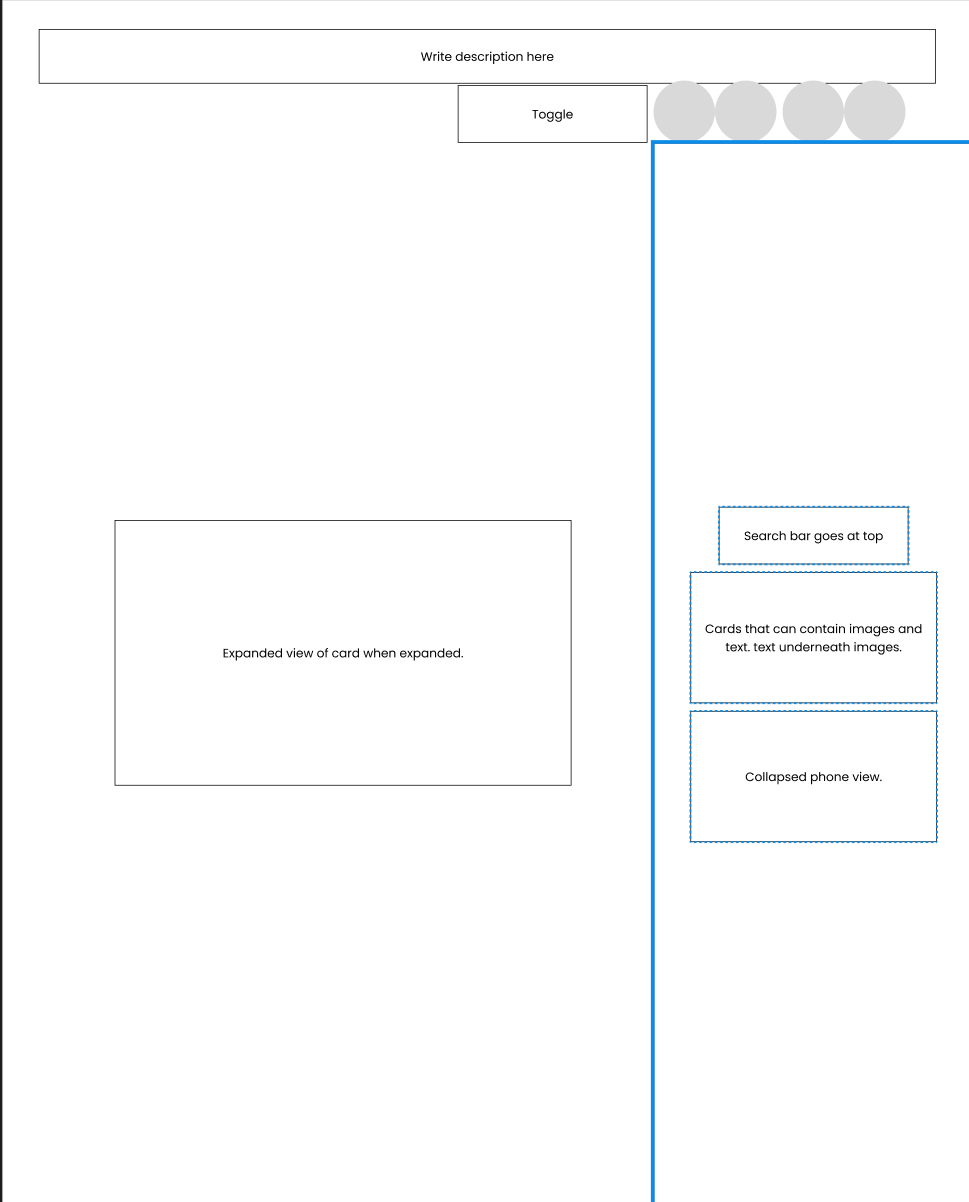 Write description here
Toggle
Search bar goes at top
Cards that can contain images and
text. text underneath images.
Expanded view of card when expanded.
Collapsed phone view.